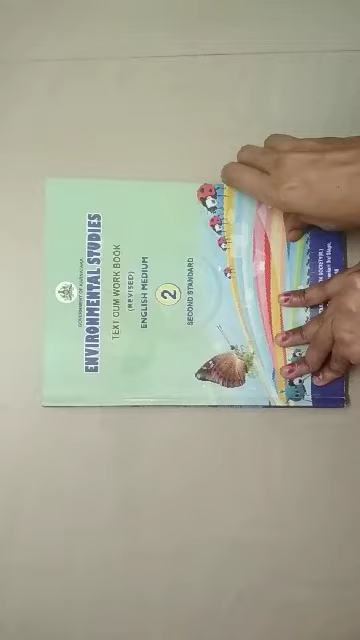 GOVERNMENT OF KARNATAKA
ENVIRONMENTAL STUDIES
TEXT CUM WORK BOOK
(REVISED)
ENGLISH MEDIUM
2
SECOND STANDARD